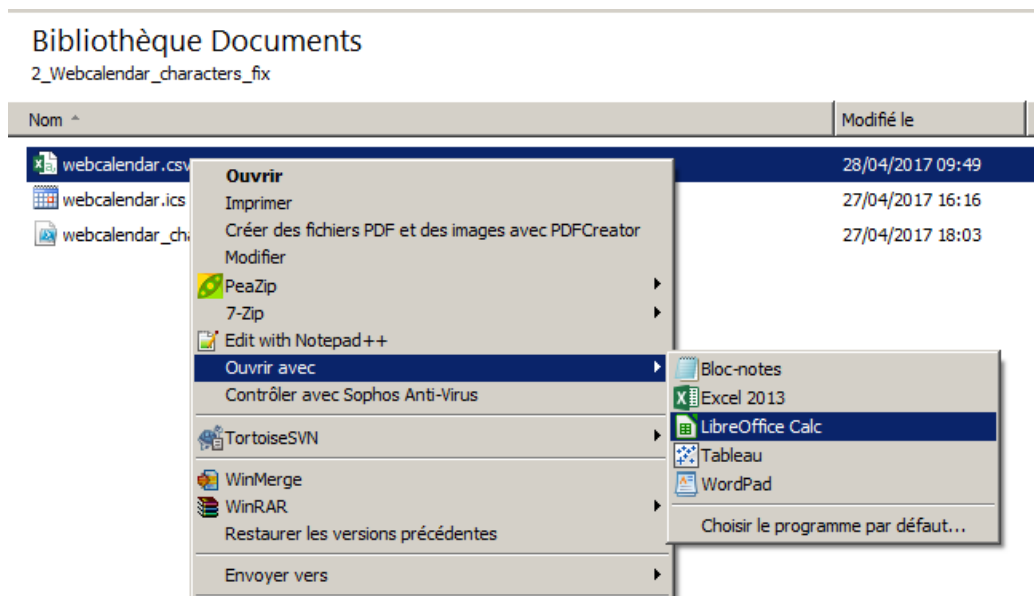 Bibliothèque Documents
2_Webcalendar_characters_fix
Nom Modifié le
webcalendar.csv 28/04/2017 09:49
webcalendar.ics 27/04/2017 16:16
webcalendar_ch 27/04/2017 18:03
Ouvrir
Imprimer
Créer des fichiers PDF et des images avec PDFCreator
Modifier
PeaZip
7-Zip
Edit with Notepad++
Ouvrir avec
Contrôler avec Sophos Anti-Virus
TortoiseSVN
WinMerge
WinRAR
Restaurer les versions précédentes
Envoyer vers
Bloc-notes
Excel 2013
LibreOffice Calc
Tableau
WordPad
Choisir le programme par défaut...